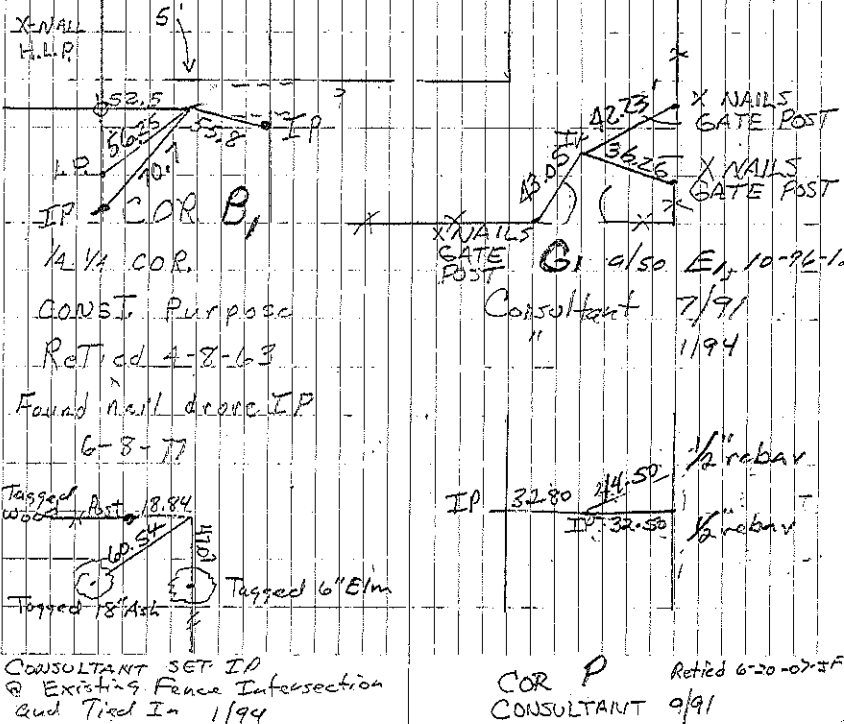 X-NAIL
H.L.P.
5
52.5
56.25
70.7
55.8
IP
L.P.
IP
COR B1
1/4 1/4 COR.
CONST. Purpose
ReTied 4-8-63
Found nail drove IP
6-8-77
42.73'
X NAILS
GATE POST
IP
36.26
X NAILS
GATE POST
43.05
X NAILS
GATE
POST
G1 9/50
Consultant 7/91
" 1/94
Tagged
Wood Post
18.84
60.54
Tagged 18" Ash
Tagged 6" Elm
CONSULTANT SET IP
@ Existing Fence Intersection
and Tied In 1/94
1/2" rebar
44.50
IP 32.80
IP 32.50
1/2" rebar
COR P
Retied 6-20-07 JF
CONSULTANT 9/91